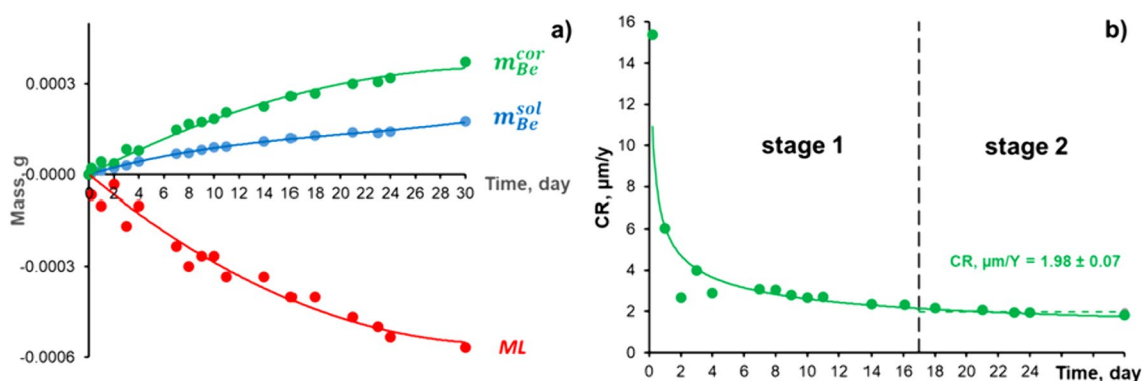 a)
m_Be^cor
m_Be^sol
ML
Mass, g
0.0003
-0.0000
-0.0003
-0.0006
0 2 4 6 8 10 12 14 16 18 20 22 24 26 28 30
Time, day
b)
CR, µm/y
16
14
12
10
8
6
4
2
0
stage 1
stage 2
CR, µm/Y = 1.98 ± 0.07
0 2 4 6 8 10 12 14 16 18 20 22 24 Time, day